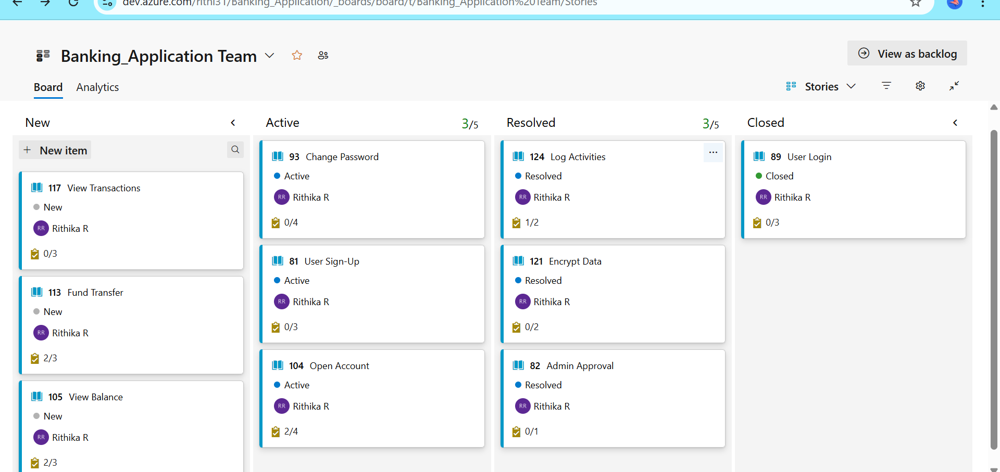 dev.azure.com/rithi31/Banking_Application/_boards/board/t/Banking_Application%20Team/Stories
Banking_Application Team
View as backlog
Board
Analytics
Stories
New
New item
117 View Transactions
New
RR Rithika R
0/3
113 Fund Transfer
New
RR Rithika R
2/3
105 View Balance
New
RR Rithika R
2/3
Active
3/5
93 Change Password
Active
RR Rithika R
0/4
81 User Sign-Up
Active
RR Rithika R
0/3
104 Open Account
Active
RR Rithika R
2/4
Resolved
3/5
124 Log Activities
Resolved
RR Rithika R
1/2
121 Encrypt Data
Resolved
RR Rithika R
0/2
82 Admin Approval
Resolved
RR Rithika R
0/1
Closed
89 User Login
Closed
RR Rithika R
0/3